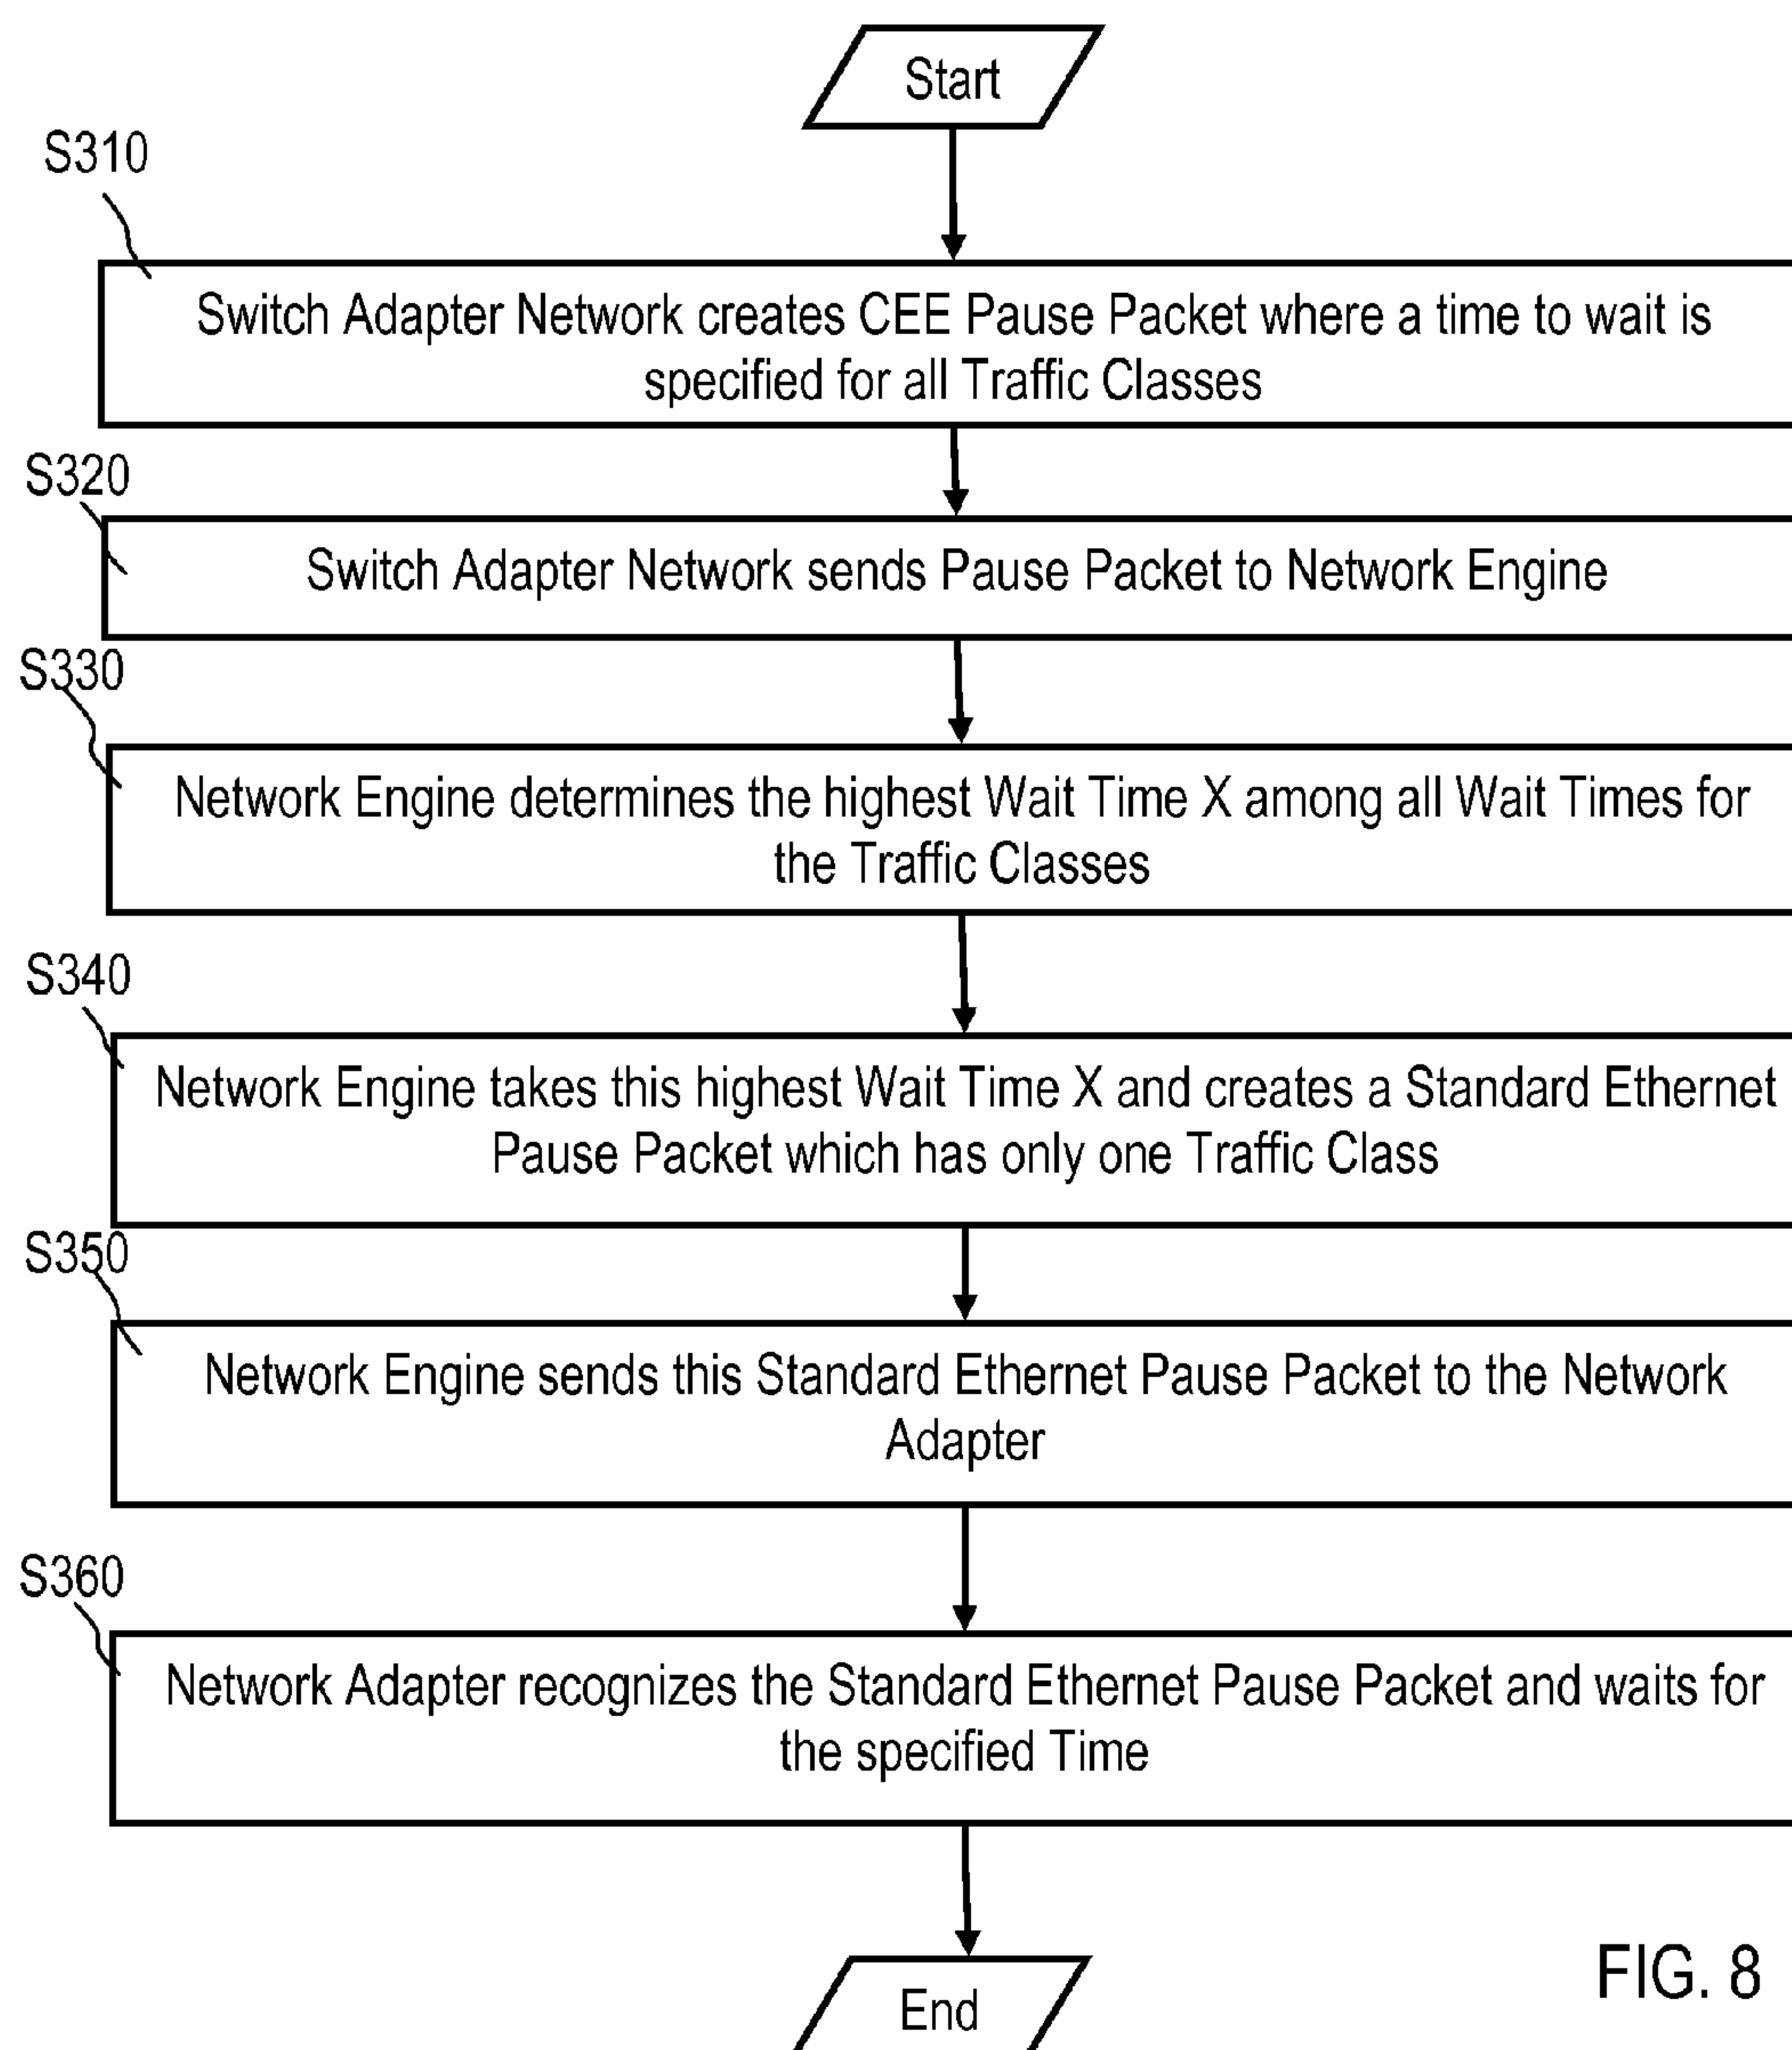 Start
S310
Switch Adapter Network creates CEE Pause Packet where a time to wait is
specified for all Traffic Classes
S320
Switch Adapter Network sends Pause Packet to Network Engine
S330
Network Engine determines the highest Wait Time X among all Wait Times for
the Traffic Classes
S340
Network Engine takes this highest Wait Time X and creates a Standard Ethernet
Pause Packet which has only one Traffic Class
S350
Network Engine sends this Standard Ethernet Pause Packet to the Network
Adapter
S360
Network Adapter recognizes the Standard Ethernet Pause Packet and waits for
the specified Time
End
FIG. 8